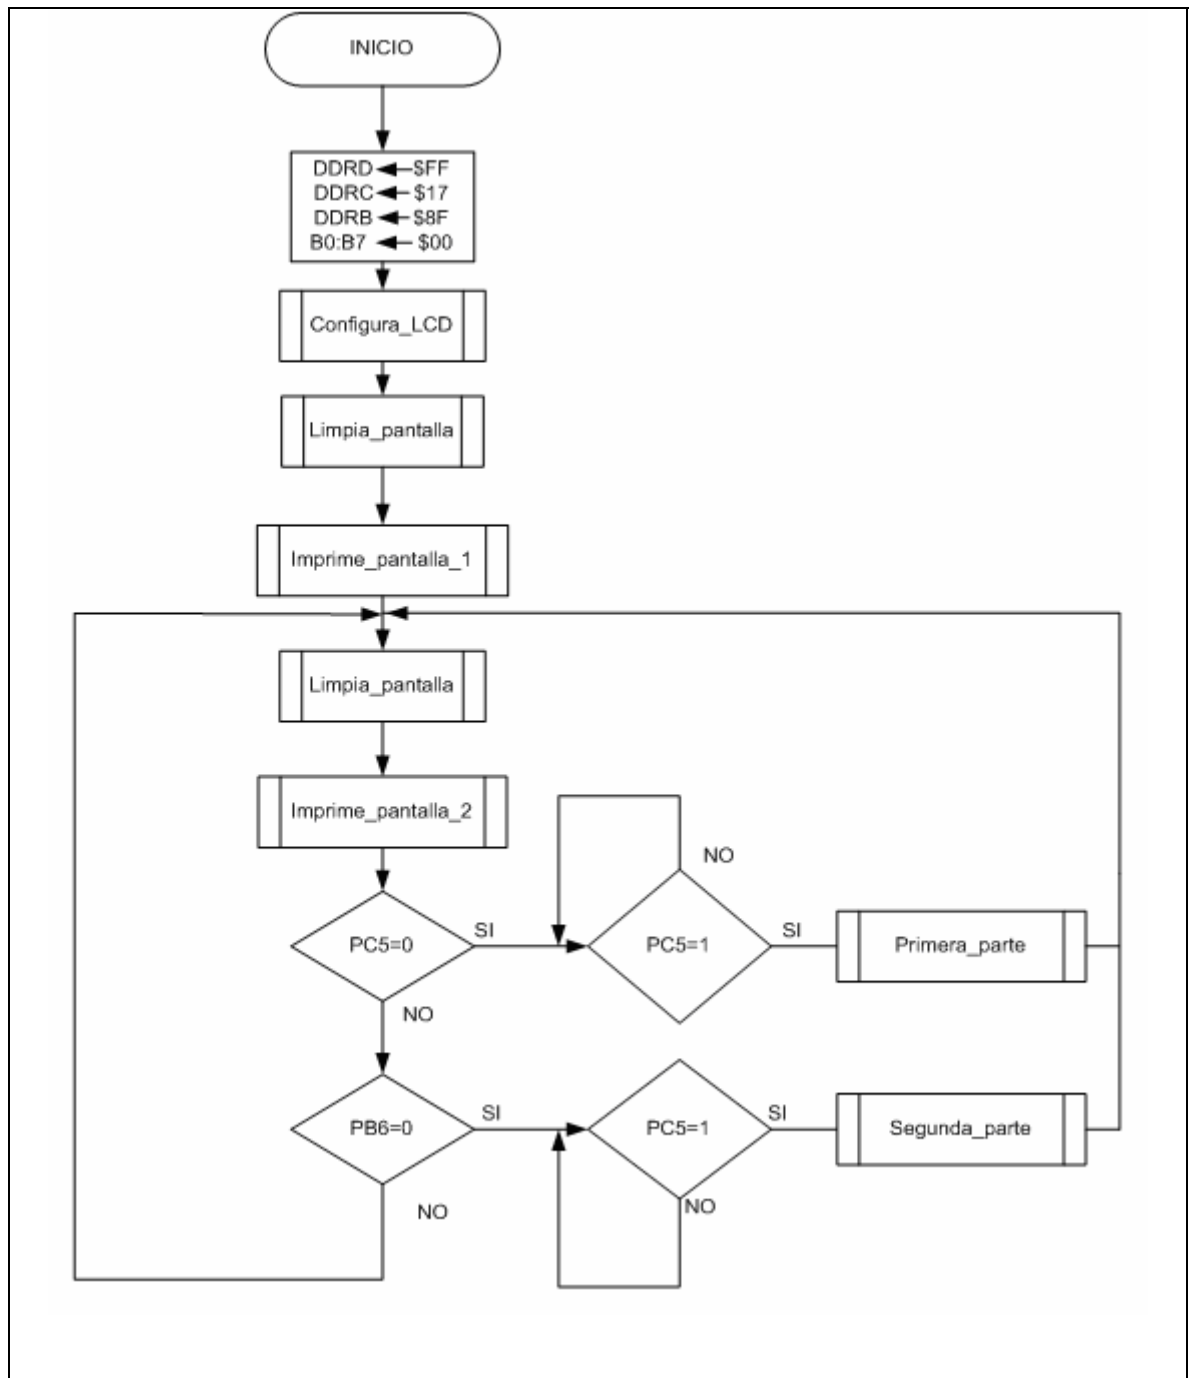 INICIO
DDRD $FF
DDRC $17
DDRB $8F
B0:B7 $00
Configura_LCD
Limpia_pantalla
Imprime_pantalla_1
Limpia_pantalla
Imprime_pantalla_2
NO
PC5=0
SI
PC5=1
SI
Primera_parte
NO
PB6=0
SI
PC5=1
SI
Segunda_parte
NO
NO